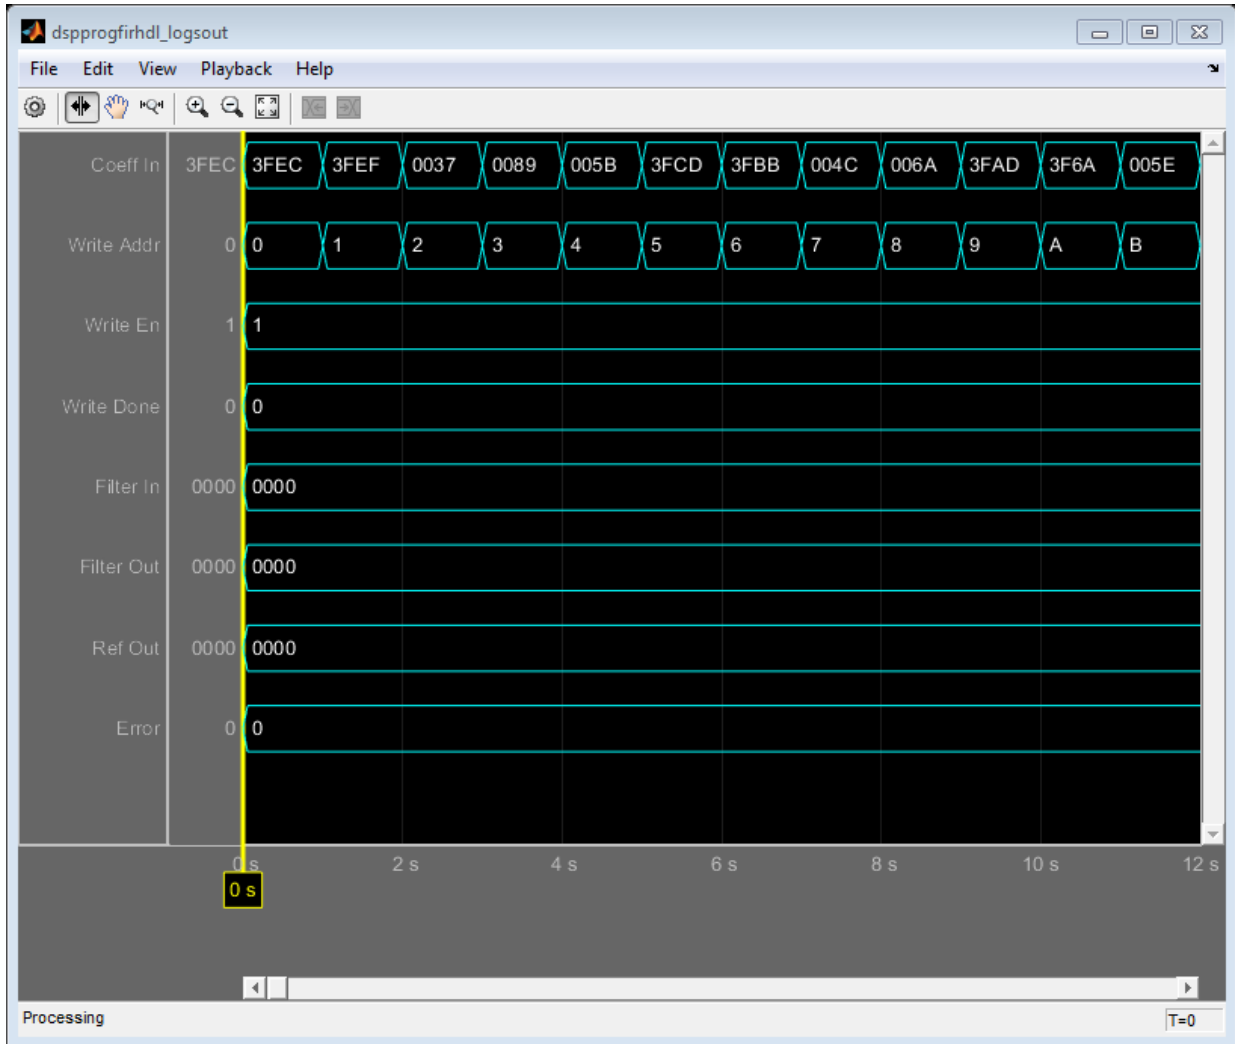 dspprogfirhdl_logsout
File Edit View Playback Help
Coeff In 3FEC 3FEC 3FEF 0037 0089 005B 3FCD 3FBB 004C 006A 3FAD 3F6A 005E
Write Addr 0 0 1 2 3 4 5 6 7 8 9 A B
Write En 1 1
Write Done 0 0
Filter In 0000 0000
Filter Out 0000 0000
Ref Out 0000 0000
Error 0 0
0 s 2 s 4 s 6 s 8 s 10 s 12 s
0 s
Processing T=0